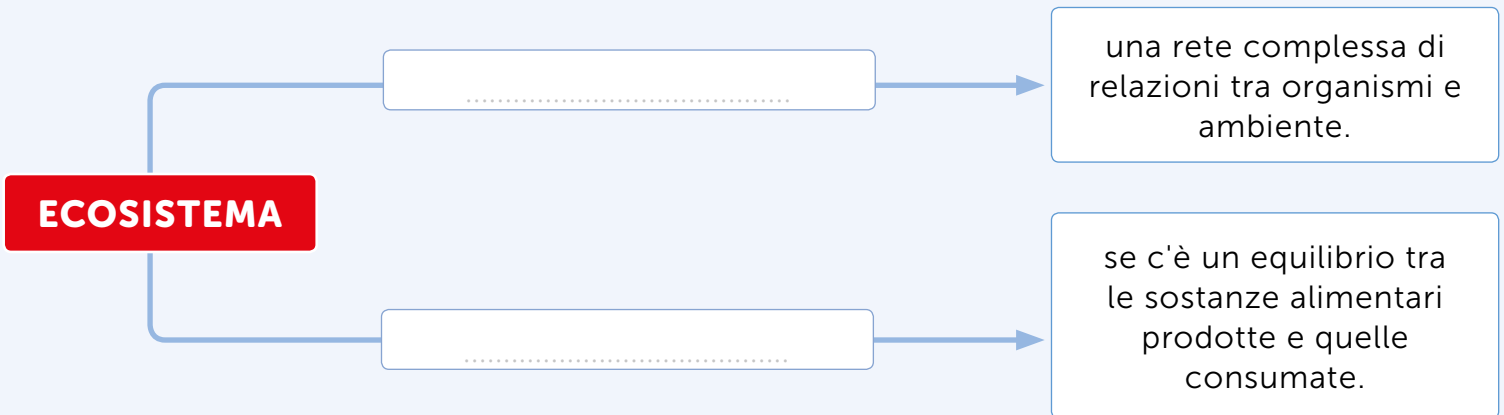 una rete complessa di
relazioni tra organismi e
ambiente.
ECOSISTEMA
se c'è un equilibrio tra
le sostanze alimentari
prodotte e quelle
consumate.